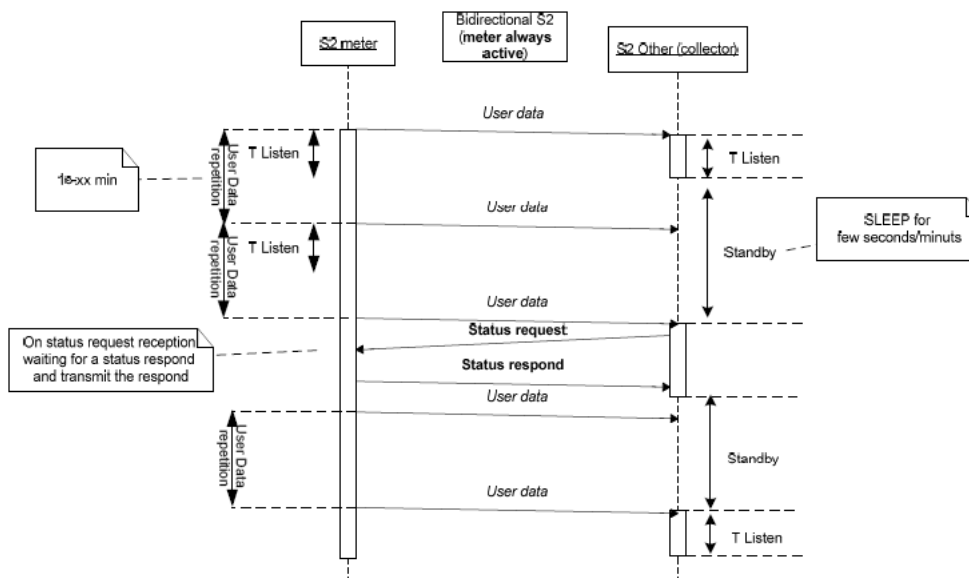 S2 meter
Bidirectional S2
(meter always
active)
S2 Other (collector)
User data
T Listen
User Data
repetition
T Listen
User data
T Listen
User Data
repetition
Standby
SLEEP for
few seconds/minuts
User data
Status request
On status request reception
waiting for a status respond
and transmit the respond
Status respond
User data
User Data
repetition
Standby
User data
T Listen